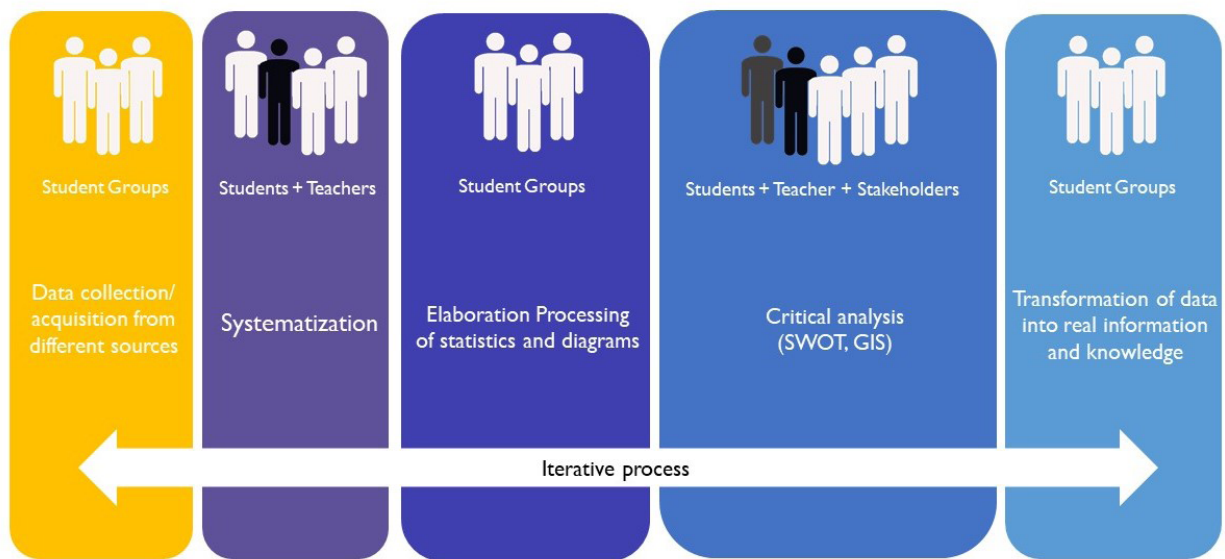 Student Groups
Data collection/
acquisition from
different sources
Students + Teachers
Systematization
Student Groups
Elaboration Processing
of statistics and diagrams
Students + Teacher + Stakeholders
Critical analysis
(SWOT, GIS)
Student Groups
Transformation of data
into real information
and knowledge
Iterative process